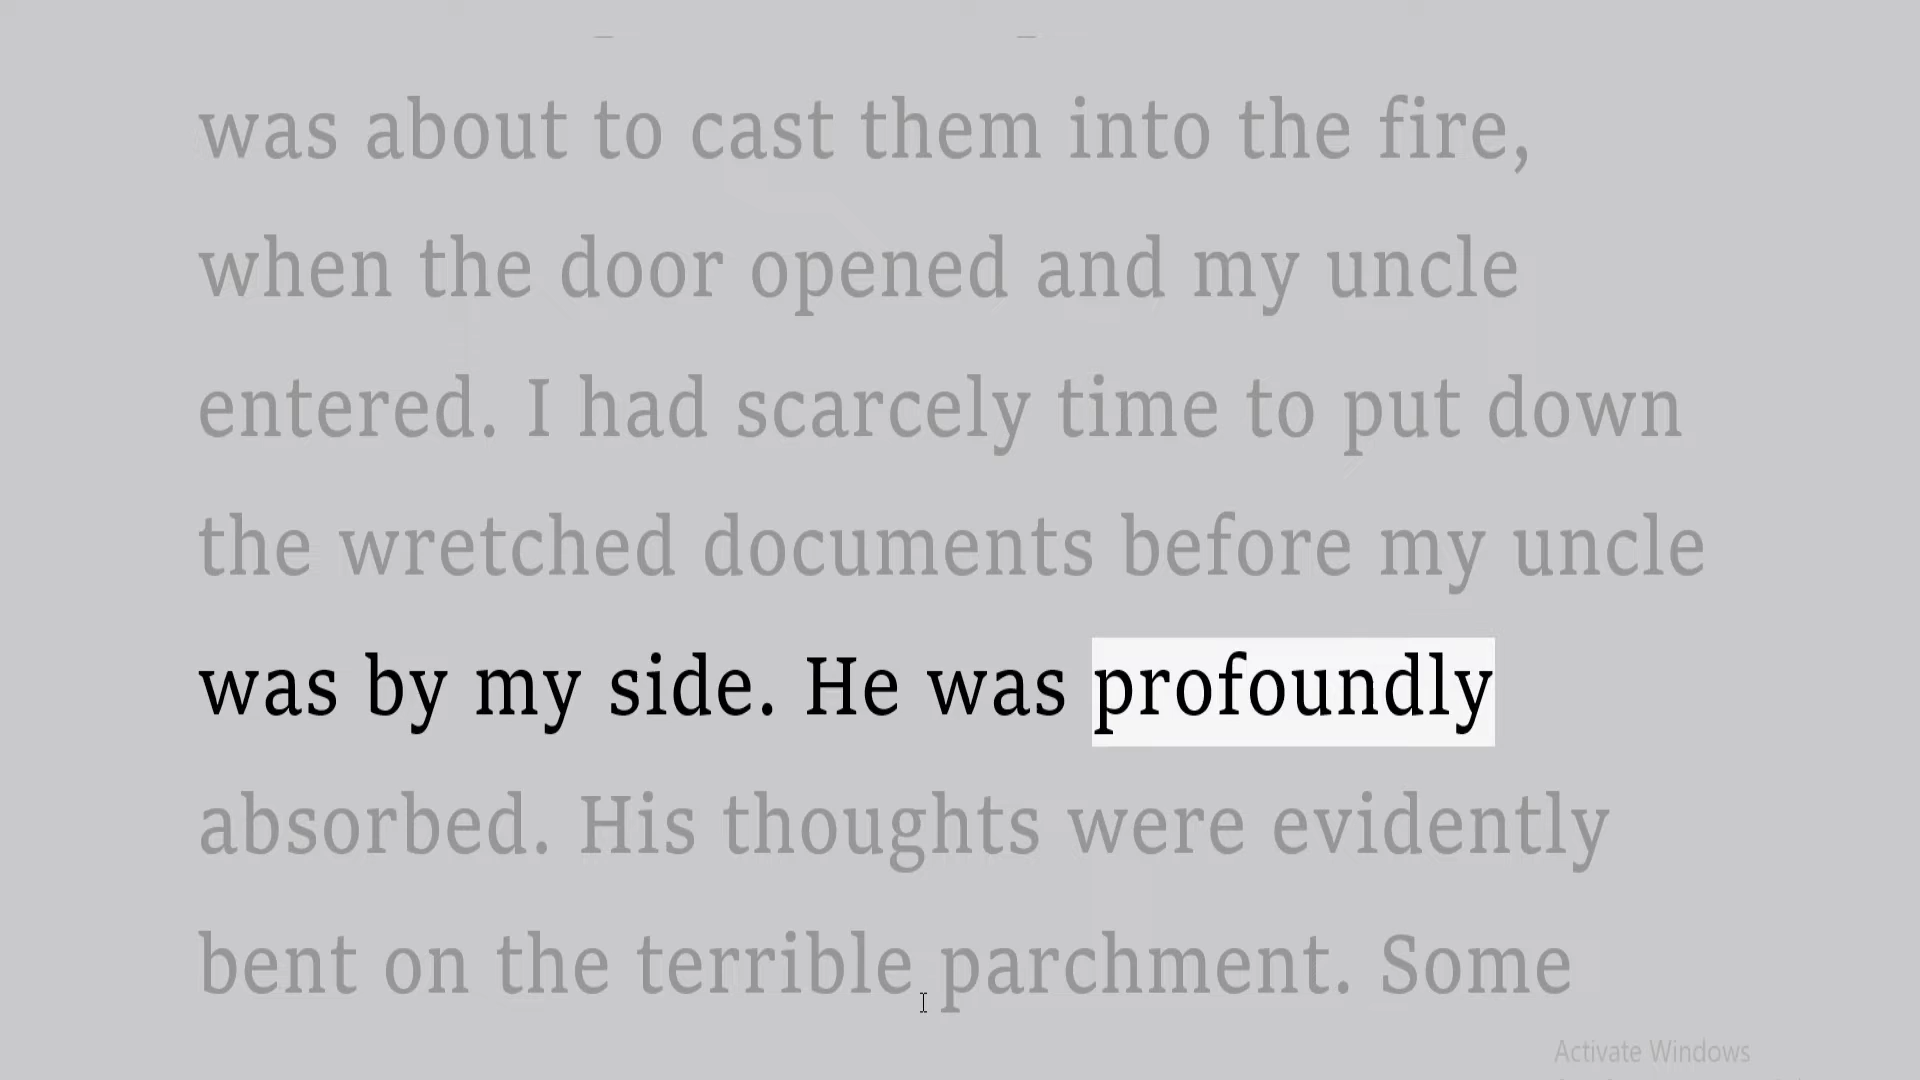 was about to cast them into the fire,
when the door opened and my uncle
entered. I had scarcely time to put down
the wretched documents before my uncle
was by my side. He was profoundly
absorbed. His thoughts were evidently
bent on the terrible parchment. Some
Activate Windows